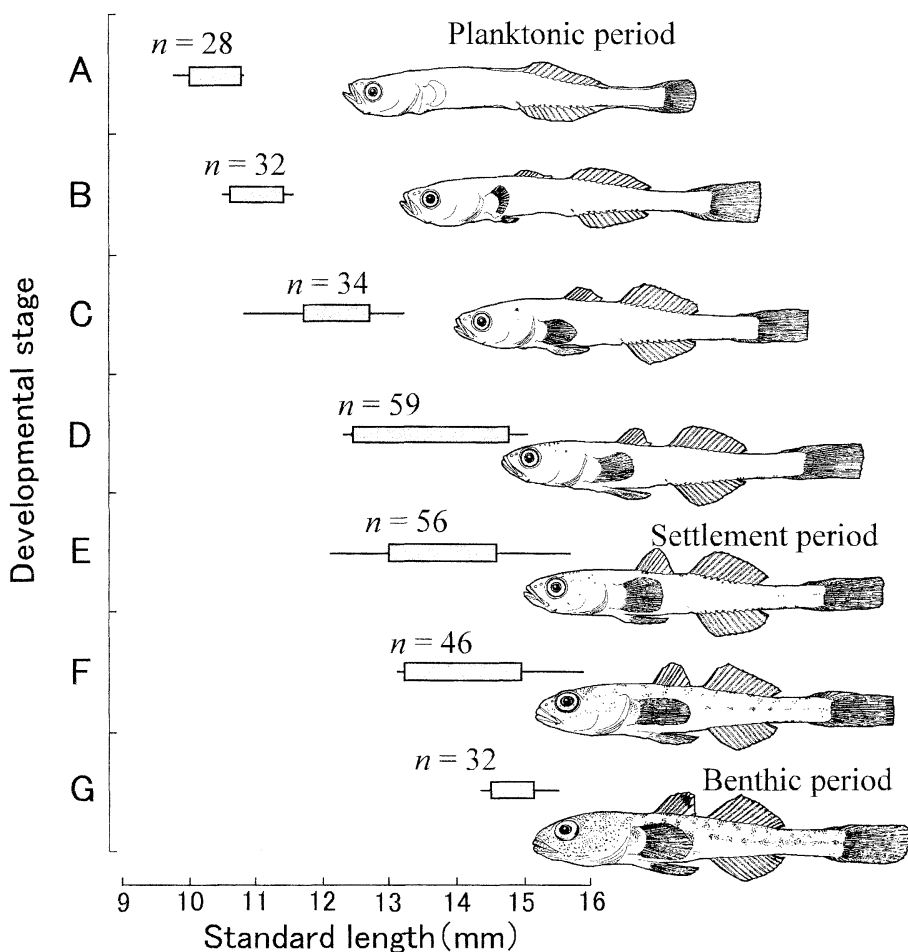 n = 28
Planktonic period
A
n = 32
B
n = 34
C
n = 59
D
n = 56
Settlement period
E
n = 46
F
n = 32
Benthic period
G
Developmental stage
9 10 11 12 13 14 15 16
Standard length (mm)